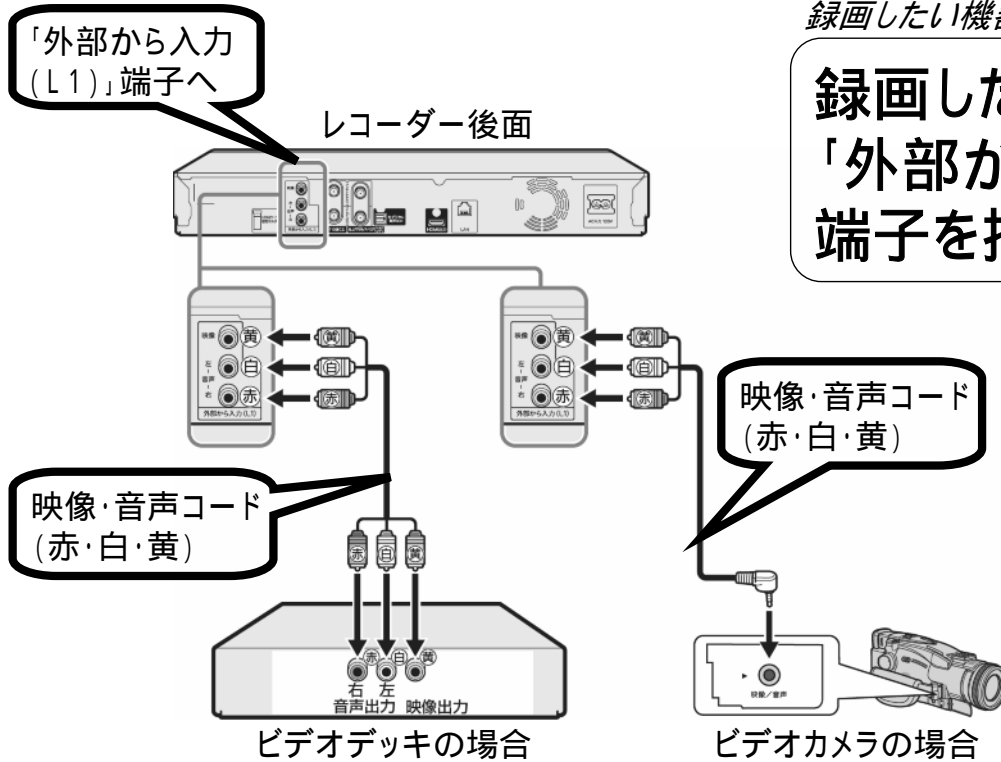 録画したい機
「外部から入力
(L1)」端子へ
録画した
「外部か
端子を
レコーダー後面
LAN
映像
黄
黄
左
白
白
音声
右
赤
赤
外部から入力(L1)
映像
黄
黄
左
白
白
音声
右
赤
赤
外部から入力(L1)
映像・音声コード
(赤・白・黄)
映像・音声コード
(赤・白・黄)
赤 白 黄
赤 白 黄
右 左
音声出力 映像出力
映像/音声
ビデオデッキの場合
ビデオカメラの場合